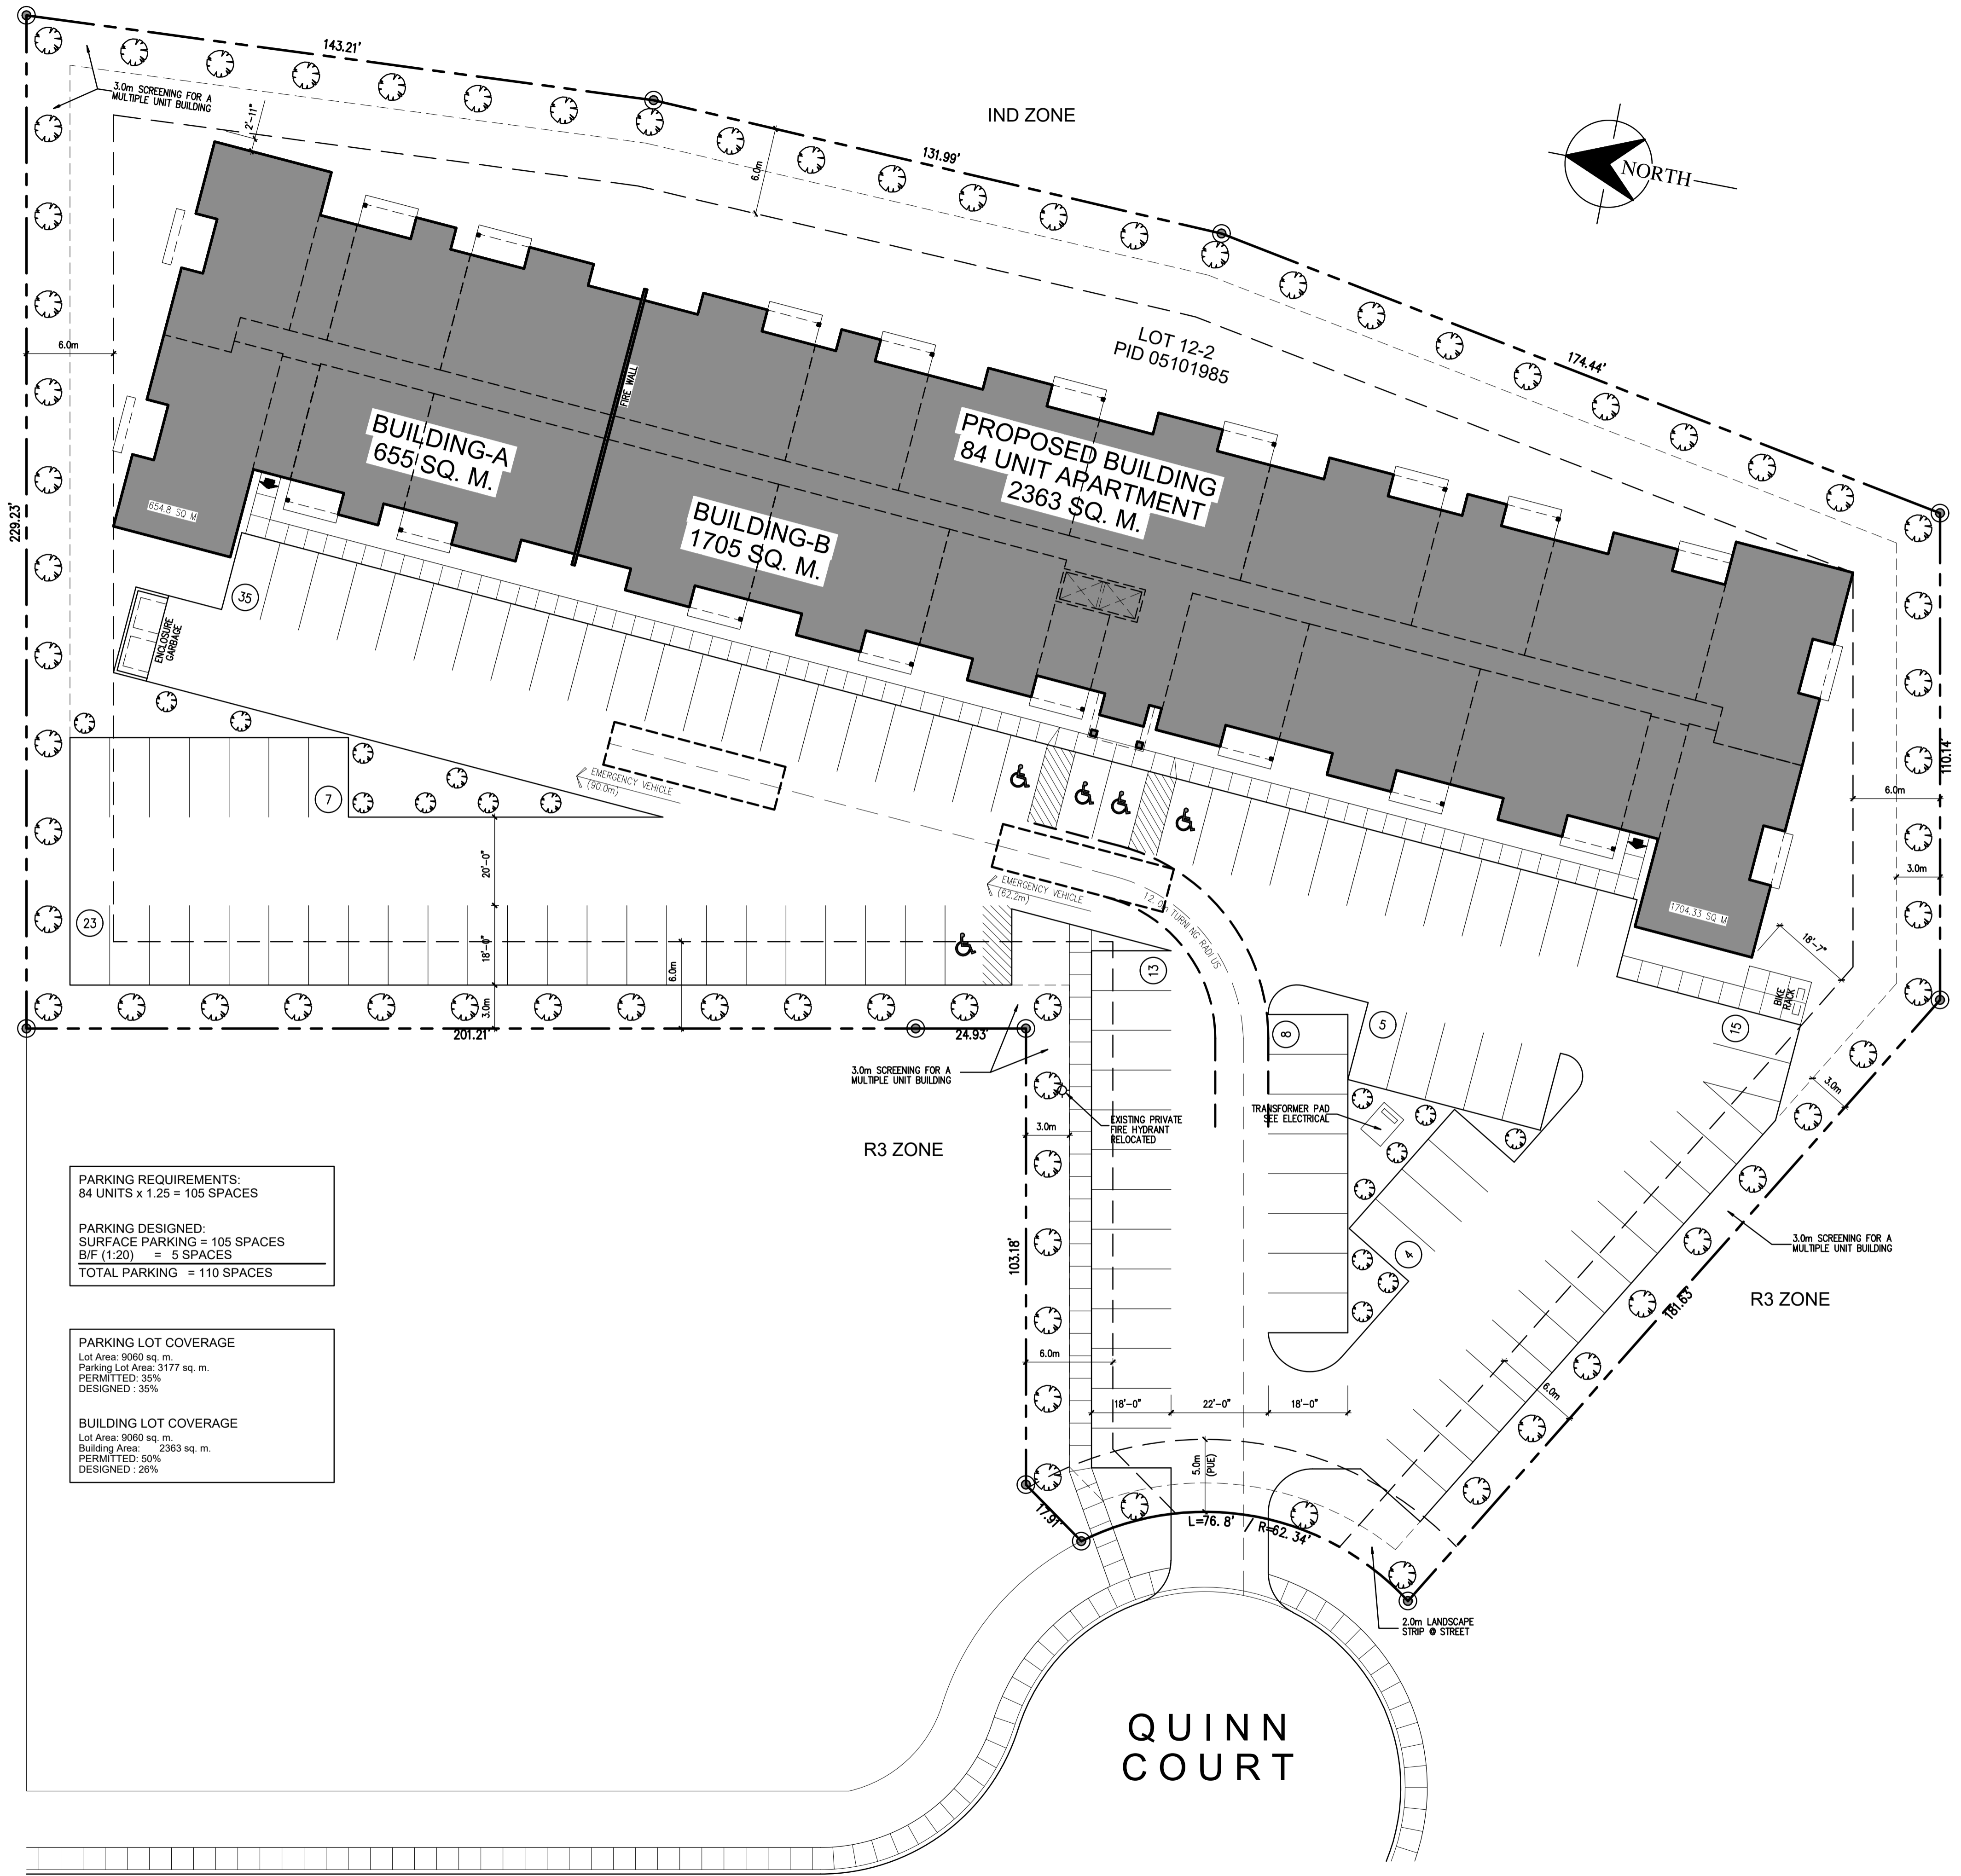 143.21'
3.0m SCREENING FOR A
MULTIPLE UNIT BUILDING
2'-11"
IND ZONE
131.99'
6.0m
NORTH
LOT 12-2
PID 05101985
174.44'
6.0m
FIRE WALL
BUILDING-A
655 SQ. M.
PROPOSED BUILDING
84 UNIT APARTMENT
2363 SQ. M.
BUILDING-B
1705 SQ. M.
654.8 SQ M
229.23'
35
ENCLOSURE
GARBAGE
EMERGENCY VEHICLE
(90.0m)
7
110.14'
6.0m
20'-0"
EMERGENCY VEHICLE
(62.2m)
12.0m TURNING RADIUS
3.0m
1704.33 SQ M
23
18'-0"
6.0m
18'-7"
13
BIKE
RACK
3.0m
201.21'
24.93'
8
5
15
3.0m SCREENING FOR A
MULTIPLE UNIT BUILDING
3.0m
EXISTING PRIVATE
FIRE HYDRANT
RELOCATED
TRANSFORMER PAD
SEE ELECTRICAL
3.0m
R3 ZONE
PARKING REQUIREMENTS:
84 UNITS x 1.25 = 105 SPACES
PARKING DESIGNED:
SURFACE PARKING = 105 SPACES
B/F (1:20) = 5 SPACES
TOTAL PARKING = 110 SPACES
103.18'
4
3.0m SCREENING FOR A
MULTIPLE UNIT BUILDING
R3 ZONE
181.63'
PARKING LOT COVERAGE
Lot Area: 9060 sq. m.
Parking Lot Area: 3177 sq. m.
PERMITTED: 35%
DESIGNED : 35%
BUILDING LOT COVERAGE
Lot Area: 9060 sq. m.
Building Area: 2363 sq. m.
PERMITTED: 50%
DESIGNED : 26%
6.0m
6.0m
18'-0"
22'-0"
18'-0"
5.0m
(PUE)
17.91'
L=76.8' / R=62.34'
2.0m LANDSCAPE
STRIP @ STREET
QUINN
COURT